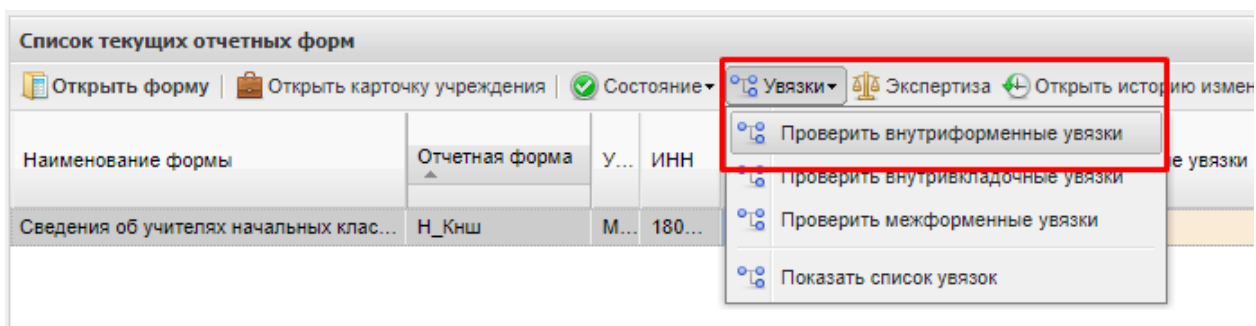 Список текущих отчетных форм
Открыть форму Открыть карточку учреждения Состояние Увязки Экспертиза Открыть историю измен
Проверить внутриформенные увязки
Наименование формы Отчетная форма У... ИНН е увязки
Проверить внутривкладочные увязки
Сведения об учителях начальных клас... Н_Кнш М... 180... Проверить межформенные увязки
Показать список увязок